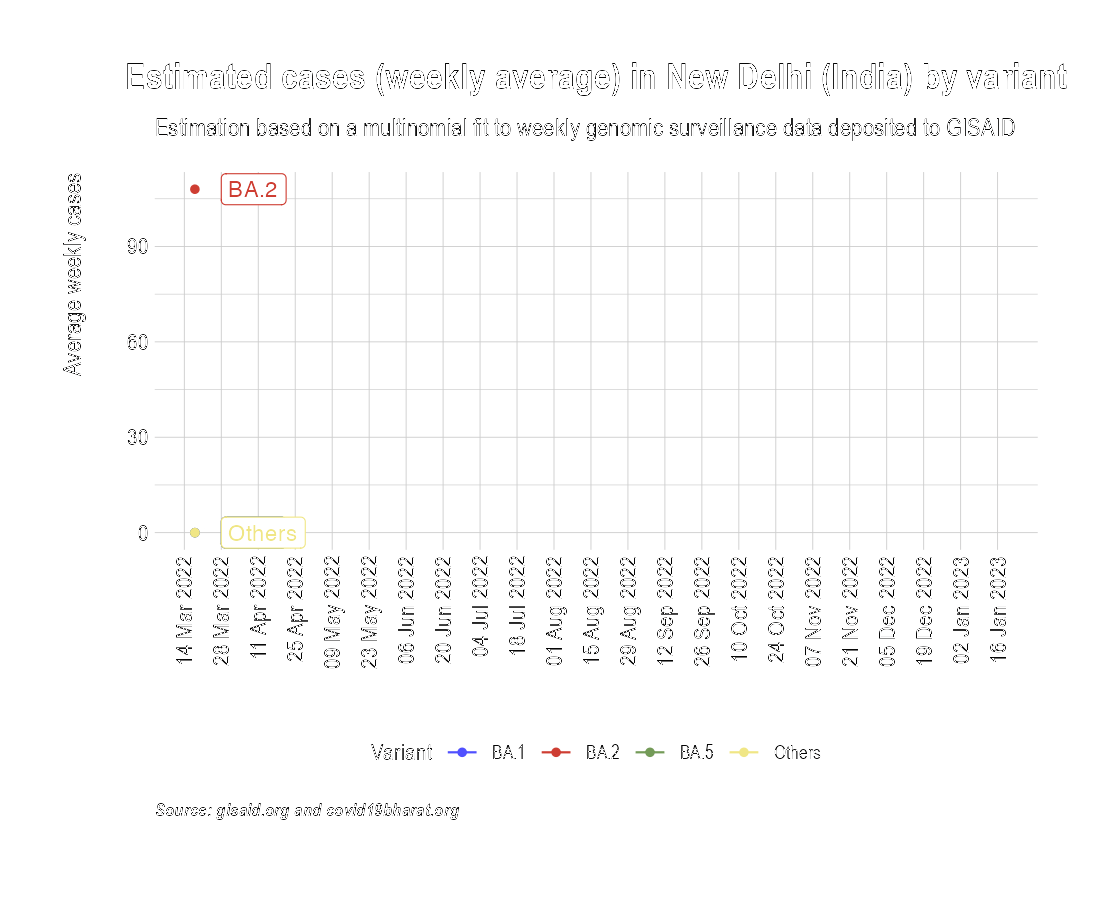 Estimated cases (weekly average) in New Delhi (India) by variant
Estimation based on a multinomial fit to weekly genomic surveillance data deposited to GISAID
Average weekly cases
BA.2
90
60
30
0
Others
14 Mar 2022
28 Mar 2022
11 Apr 2022
25 Apr 2022
09 May 2022
23 May 2022
06 Jun 2022
20 Jun 2022
04 Jul 2022
18 Jul 2022
01 Aug 2022
15 Aug 2022
29 Aug 2022
12 Sep 2022
26 Sep 2022
10 Oct 2022
24 Oct 2022
07 Nov 2022
21 Nov 2022
05 Dec 2022
19 Dec 2022
02 Jan 2023
16 Jan 2023
Variant BA.1 BA.2 BA.5 Others
Source: gisaid.org and covid19bharat.org